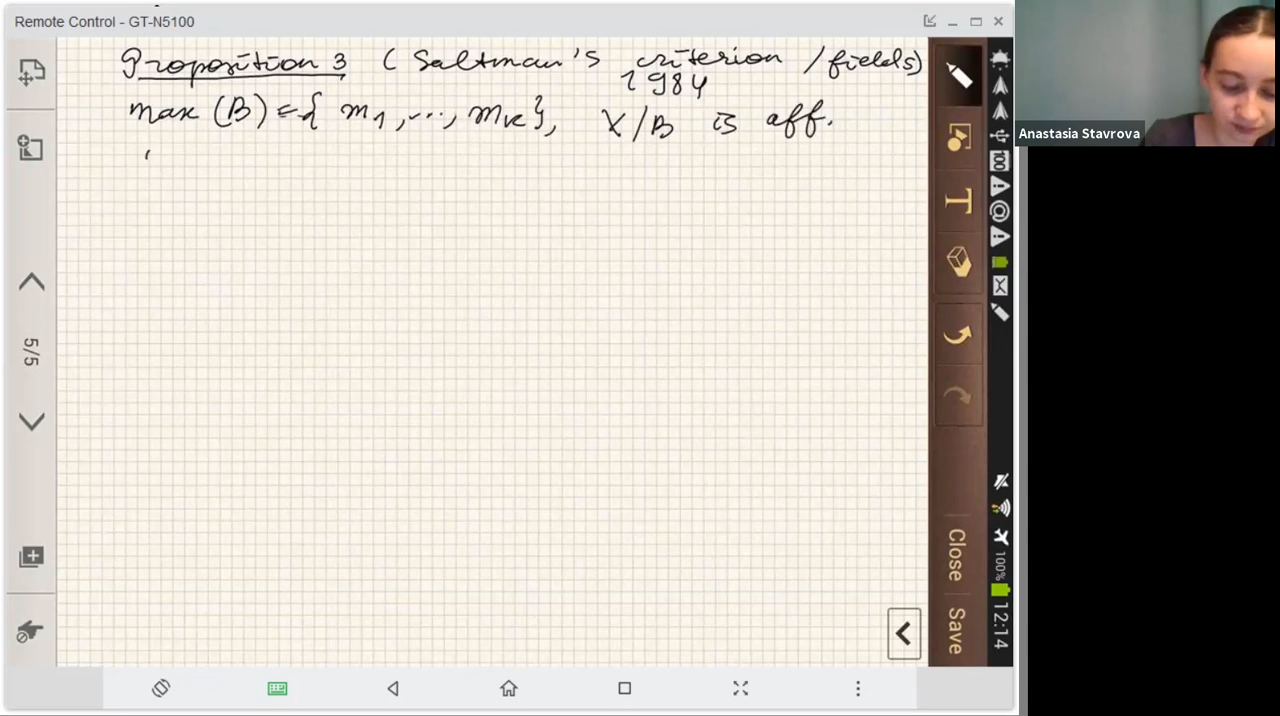 Remote Control - GT-N5100
Proposition 3 (Saltman's criterion / fields)
1984
max (B) = { m1, ..., mk}, X/B is aff.
5/5
Anastasia Stavrova
T
100%
12:14
Close
Save